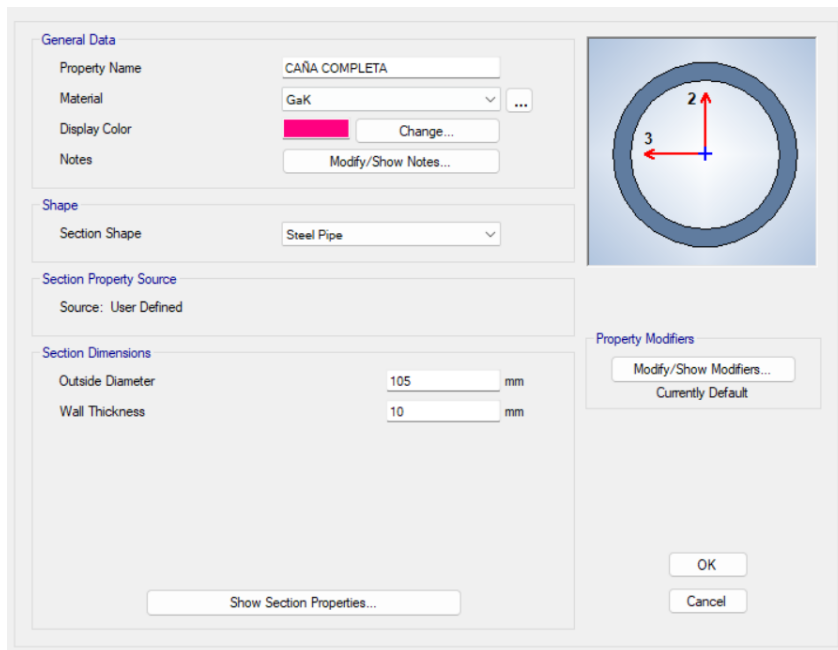 General Data
Property Name CAÑA COMPLETA
Material GaK ...
Display Color Change...
Notes Modify/Show Notes...
Shape
Section Shape Steel Pipe
Section Property Source
Source: User Defined
Section Dimensions
Outside Diameter 105 mm
Wall Thickness 10 mm
Show Section Properties...
2
3
Property Modifiers
Modify/Show Modifiers...
Currently Default
OK
Cancel